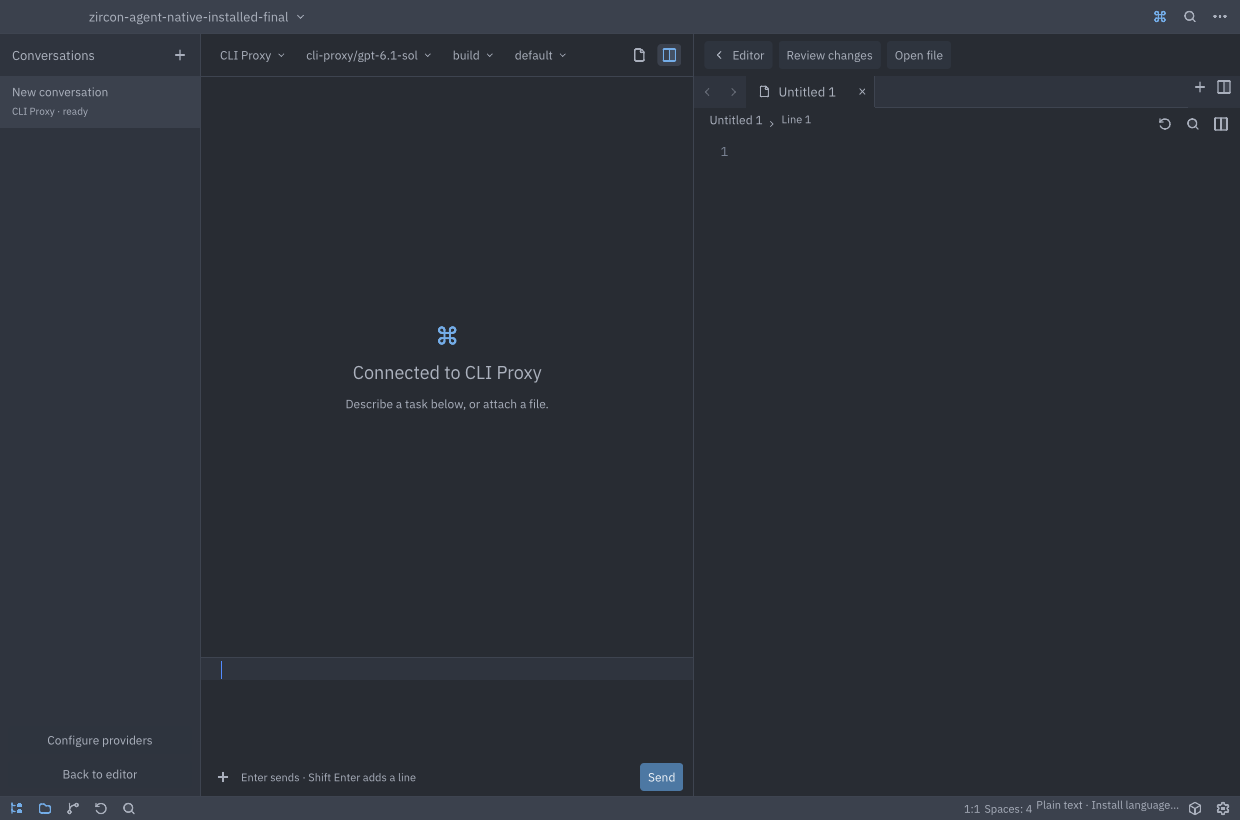 zircon-agent-native-installed-final
Conversations
New conversation
CLI Proxy · ready
CLI Proxy
cli-proxy/gpt-6.1-sol
build
default
Editor
Review changes
Open file
Untitled 1
Untitled 1 › Line 1
1
Connected to CLI Proxy
Describe a task below, or attach a file.
Configure providers
Back to editor
Enter sends · Shift Enter adds a line
Send
1:1 Spaces: 4 Plain text · Install language...